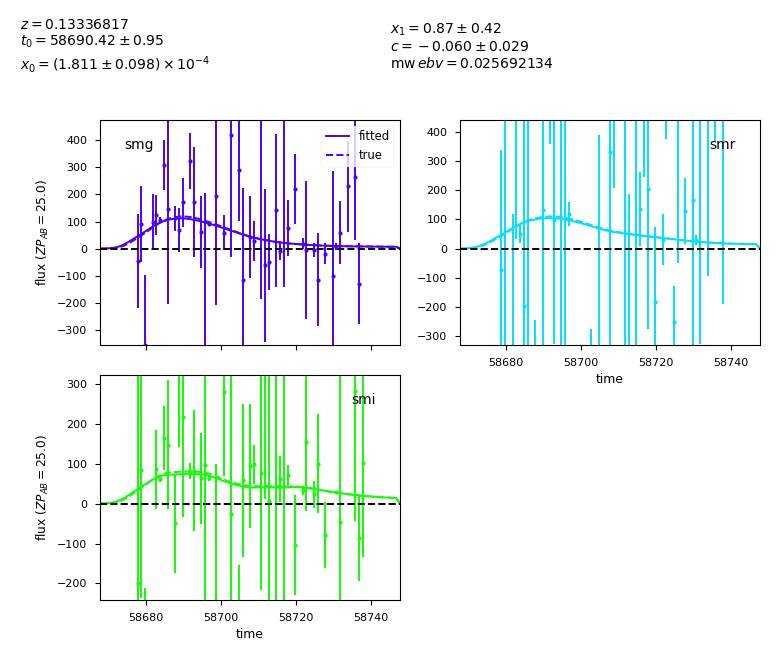 z = 0.13336817
t₀ = 58690.42 ± 0.95
x₀ = (1.811 ± 0.098) × 10⁻⁴
x₁ = 0.87 ± 0.42
c = −0.060 ± 0.029
mw ebv = 0.025692134
smg
fitted
true
400
300
200
100
0
−100
−200
−300
flux (ZP_AB = 25.0)
smr
400
300
200
100
0
−100
−200
−300
58680 58700 58720 58740
time
smi
300
200
100
0
−100
−200
flux (ZP_AB = 25.0)
58680 58700 58720 58740
time